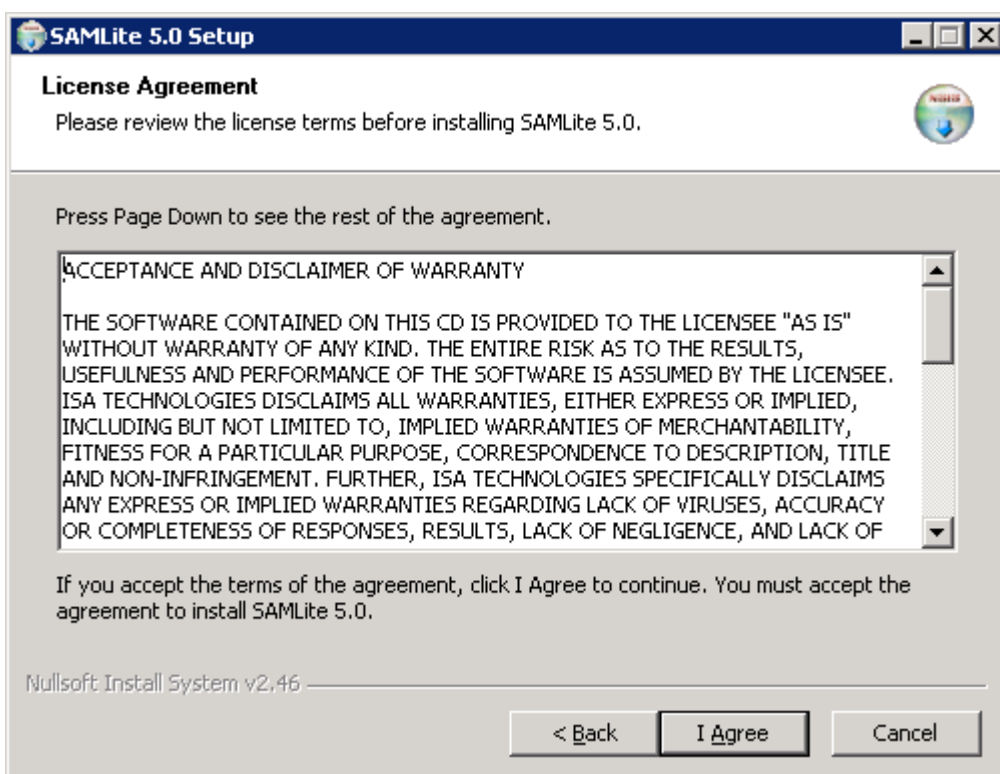 SAMLite 5.0 Setup
License Agreement
Please review the license terms before installing SAMLite 5.0.
Press Page Down to see the rest of the agreement.
ACCEPTANCE AND DISCLAIMER OF WARRANTY
THE SOFTWARE CONTAINED ON THIS CD IS PROVIDED TO THE LICENSEE "AS IS"
WITHOUT WARRANTY OF ANY KIND. THE ENTIRE RISK AS TO THE RESULTS,
USEFULNESS AND PERFORMANCE OF THE SOFTWARE IS ASSUMED BY THE LICENSEE.
ISA TECHNOLOGIES DISCLAIMS ALL WARRANTIES, EITHER EXPRESS OR IMPLIED,
INCLUDING BUT NOT LIMITED TO, IMPLIED WARRANTIES OF MERCHANTABILITY,
FITNESS FOR A PARTICULAR PURPOSE, CORRESPONDENCE TO DESCRIPTION, TITLE
AND NON-INFRINGEMENT. FURTHER, ISA TECHNOLOGIES SPECIFICALLY DISCLAIMS
ANY EXPRESS OR IMPLIED WARRANTIES REGARDING LACK OF VIRUSES, ACCURACY
OR COMPLETENESS OF RESPONSES, RESULTS, LACK OF NEGLIGENCE, AND LACK OF
If you accept the terms of the agreement, click I Agree to continue. You must accept the
agreement to install SAMLite 5.0.
Nullsoft Install System v2.46
< Back
I Agree
Cancel